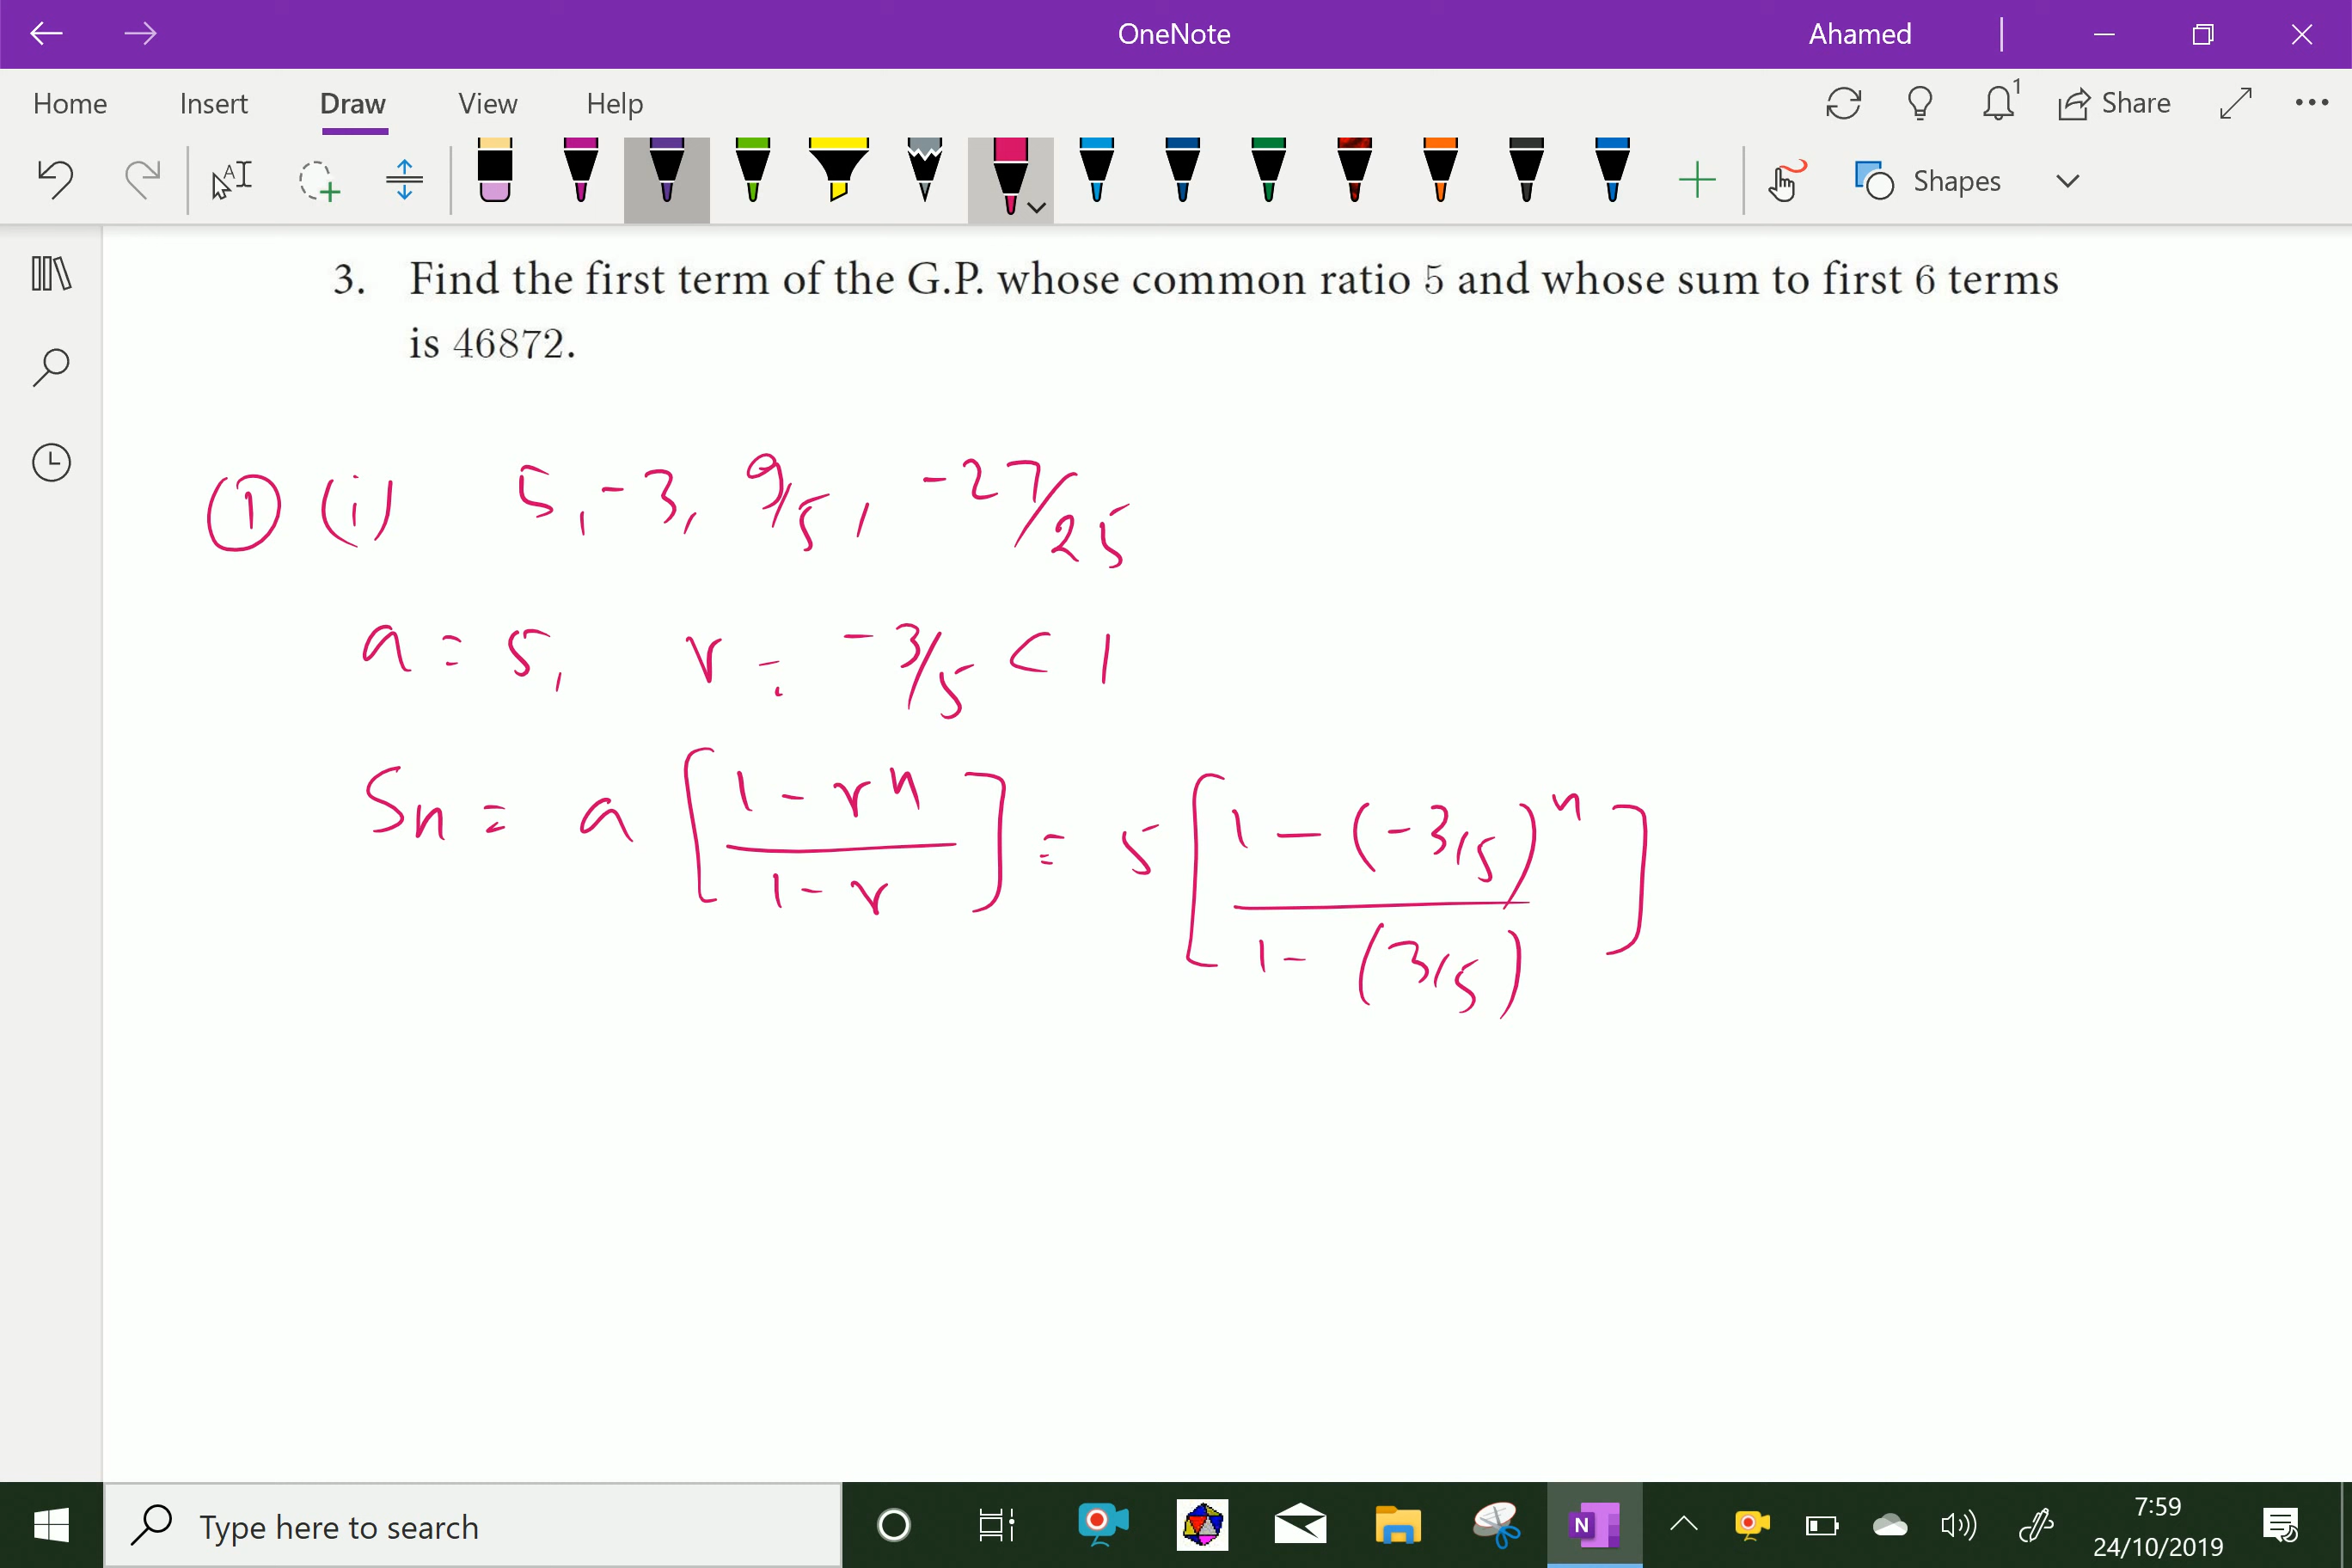 OneNote
Ahamed
Home Insert Draw View Help
1
Share
AI
Shapes
3. Find the first term of the G.P. whose common ratio 5 and whose sum to first 6 terms
is 46872.
① (i) 5, -3, 9/5, -27/25
a = 5, r = -3/5 < 1
Sn = a [ 1 - r^n / 1 - r ] = 5 [ 1 - (-3/5)^n / 1 - (3/5) ]
Type here to search
N
7:59
24/10/2019